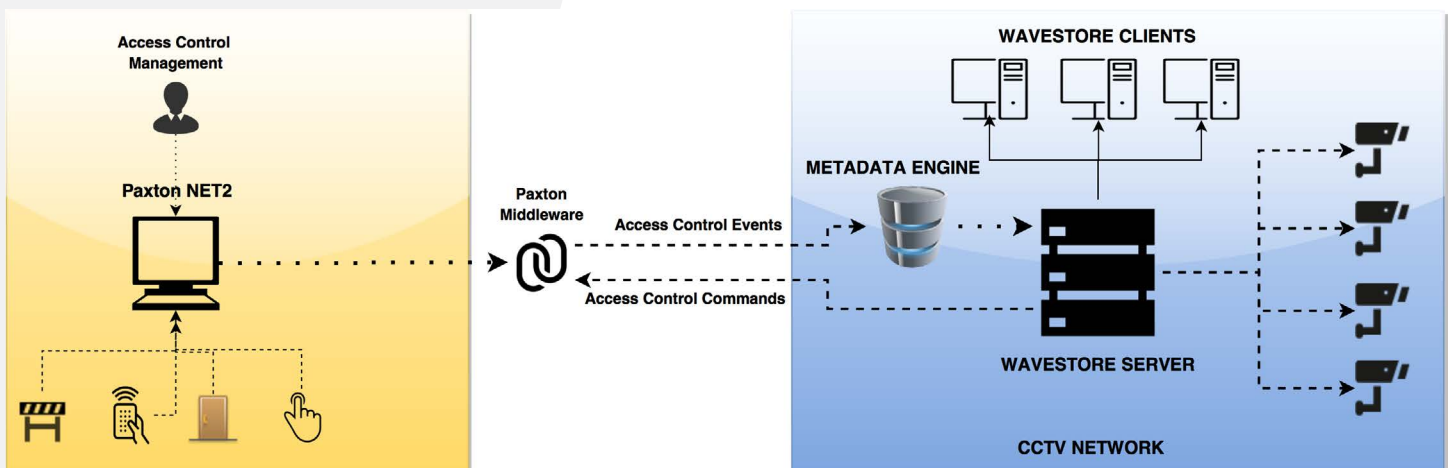 Access Control
Management
Paxton NET2
Paxton
Middleware
Access Control Events
Access Control Commands
WAVESTORE CLIENTS
METADATA ENGINE
WAVESTORE SERVER
CCTV NETWORK